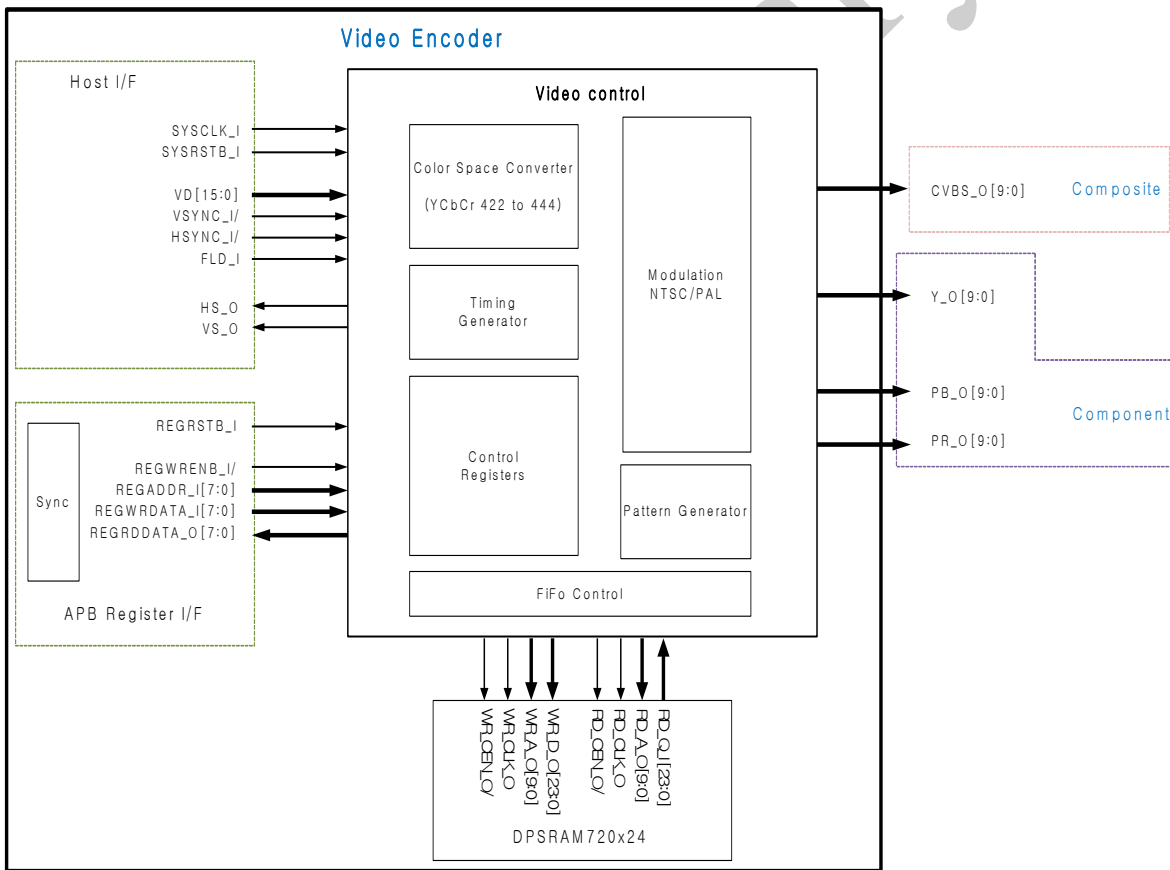 Video Encoder
Host I/F
SYSCLK_I
SYSRSTB_I
VD[15:0]
VSYNC_I/
HSYNC_I/
FLD_I
HS_O
VS_O
REGRSTB_I
REGWRENB_I/
REGADDR_I[7:0]
REGWRDATA_I[7:0]
REGRDDATA_O[7:0]
Sync
APB Register I/F
Video control
Color Space Converter
(YCbCr 422 to 444)
Timing
Generator
Control
Registers
Modulation
NTSC/PAL
Pattern Generator
FiFo Control
CVBS_O[9:0]
Composite
Y_O[9:0]
PB_O[9:0]
PR_O[9:0]
Component
WR_CEN_O/
WR_CLK_O
WR_A_O[9:0]
WR_D_O[23:0]
RD_CEN_O/
RD_CLK_O
RD_A_O[9:0]
RD_Q_I[23:0]
DPSRAM720x24